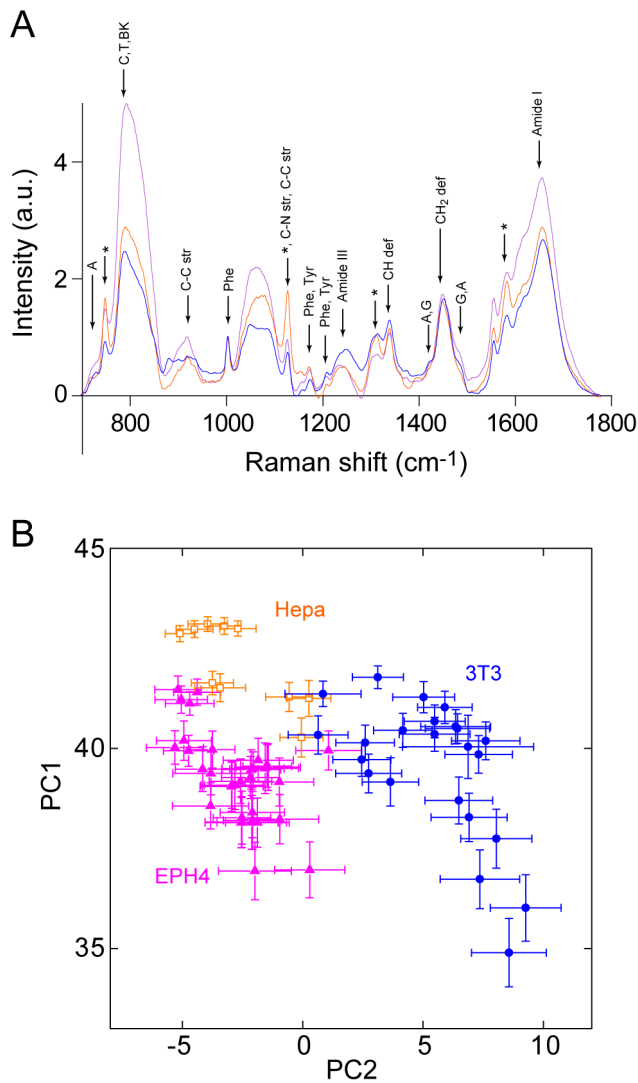 A
C,T,BK
A
*
C-C str
Phe
*, C-N str, C-C str
Phe, Tyr
Phe, Tyr
Amide III
*
CH def
A,G
CH2 def
G,A
*
Amide I
Intensity (a.u.)
4
2
0
800 1000 1200 1400 1600 1800
Raman shift (cm-1)
B
45
Hepa
3T3
40
PC1
EPH4
35
-5 0 5 10
PC2